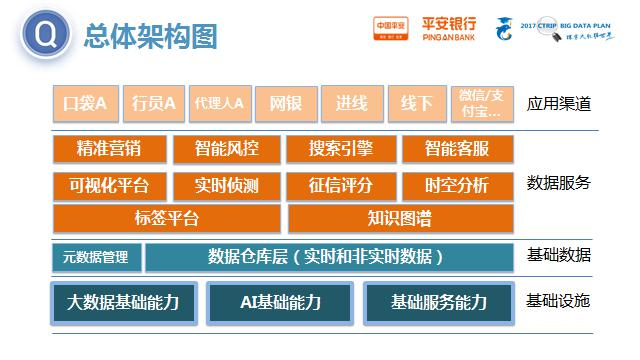 Q 总体架构图
中国平安
平安银行
PING AN BANK
2017 CTRIP BIG DATA PLAN
口袋A 行员A 代理人A 网银 进线 线下 微信/支
付宝...
应用渠道
精准营销 智能风控 搜索引擎 智能客服
可视化平台 实时侦测 征信评分 时空分析
数据服务
标签平台 知识图谱
元数据管理 数据仓库层（实时和非实时数据）
基础数据
大数据基础能力 AI基础能力 基础服务能力
基础设施